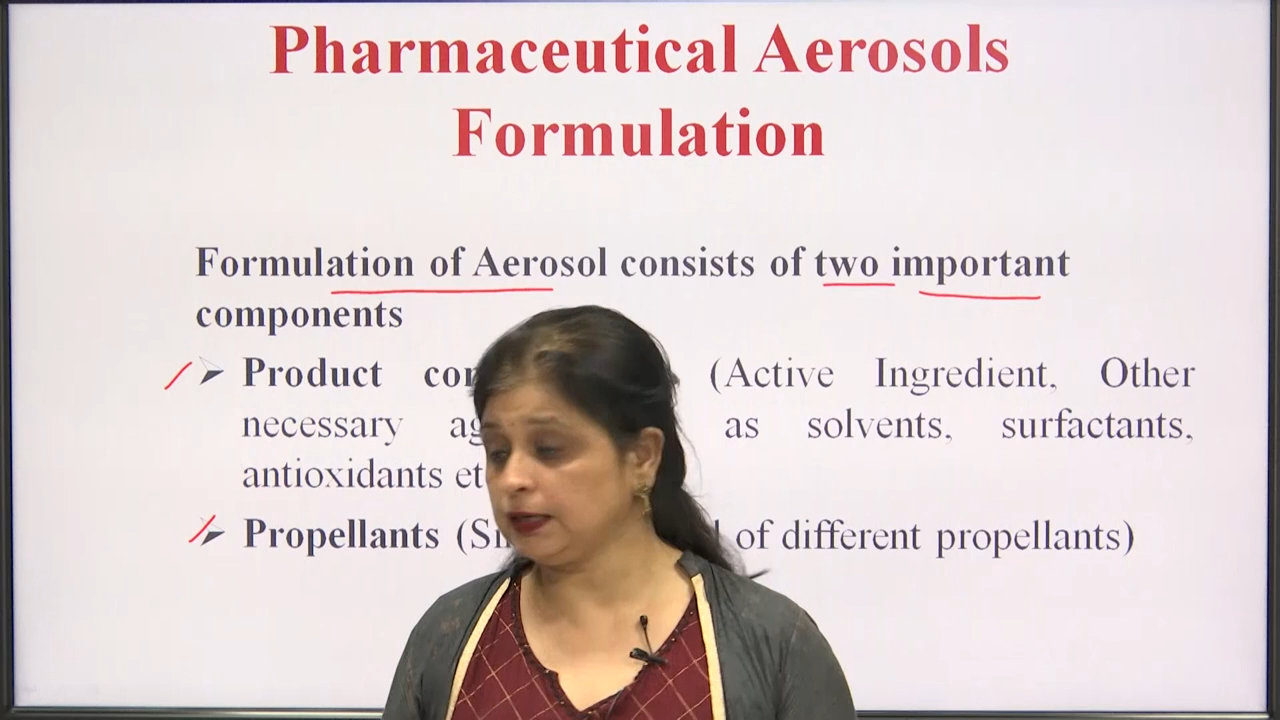 Pharmaceutical Aerosols
Formulation
Formulation of Aerosol consists of two important
components
Product (Active Ingredient, Other
necessary as solvents, surfactants,
antioxidants
Propellants of different propellants)